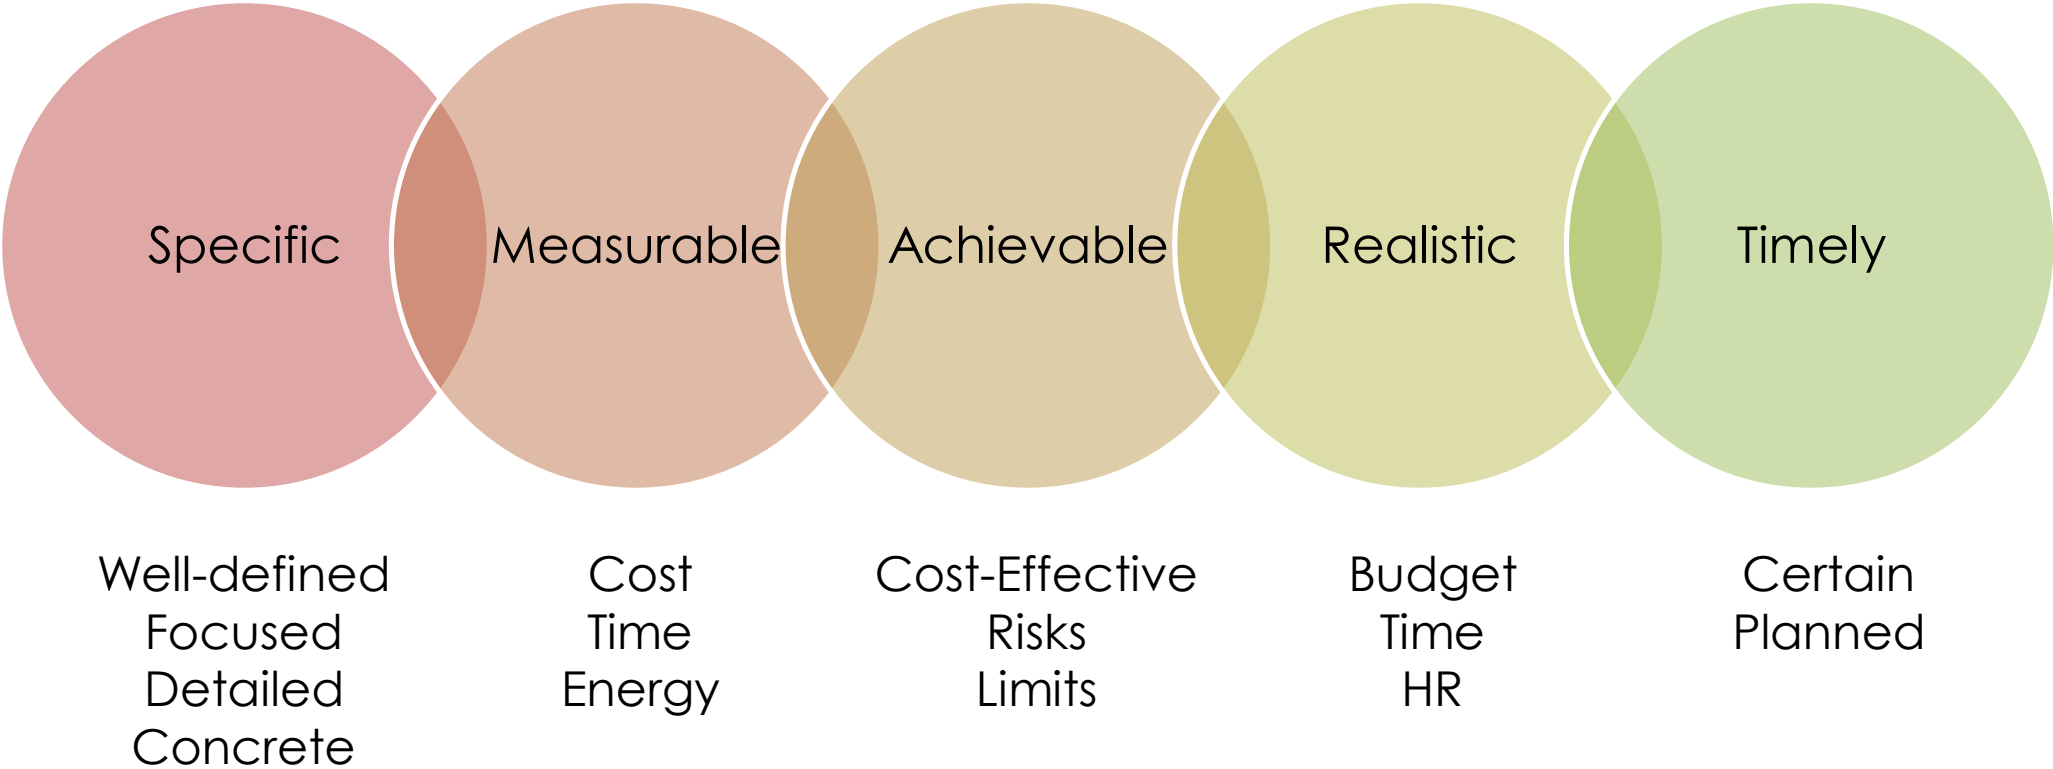 Specific
Measurable
Achievable
Realistic
Timely
Well-defined
Focused
Detailed
Concrete
Cost
Time
Energy
Cost-Effective
Risks
Limits
Budget
Time
HR
Certain
Planned